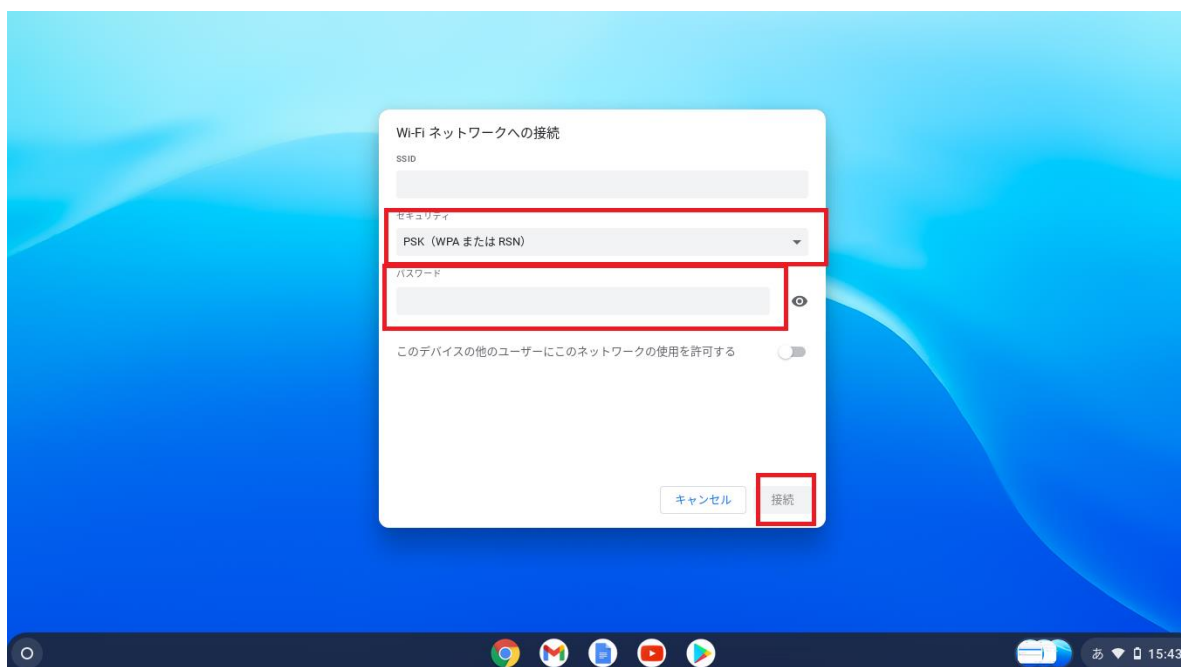 Wi-Fi ネットワークへの接続
SSID
セキュリティ
PSK（WPA または RSN）
パスワード
このデバイスの他のユーザーにこのネットワークの使用を許可する
キャンセル 接続
あ 15:43